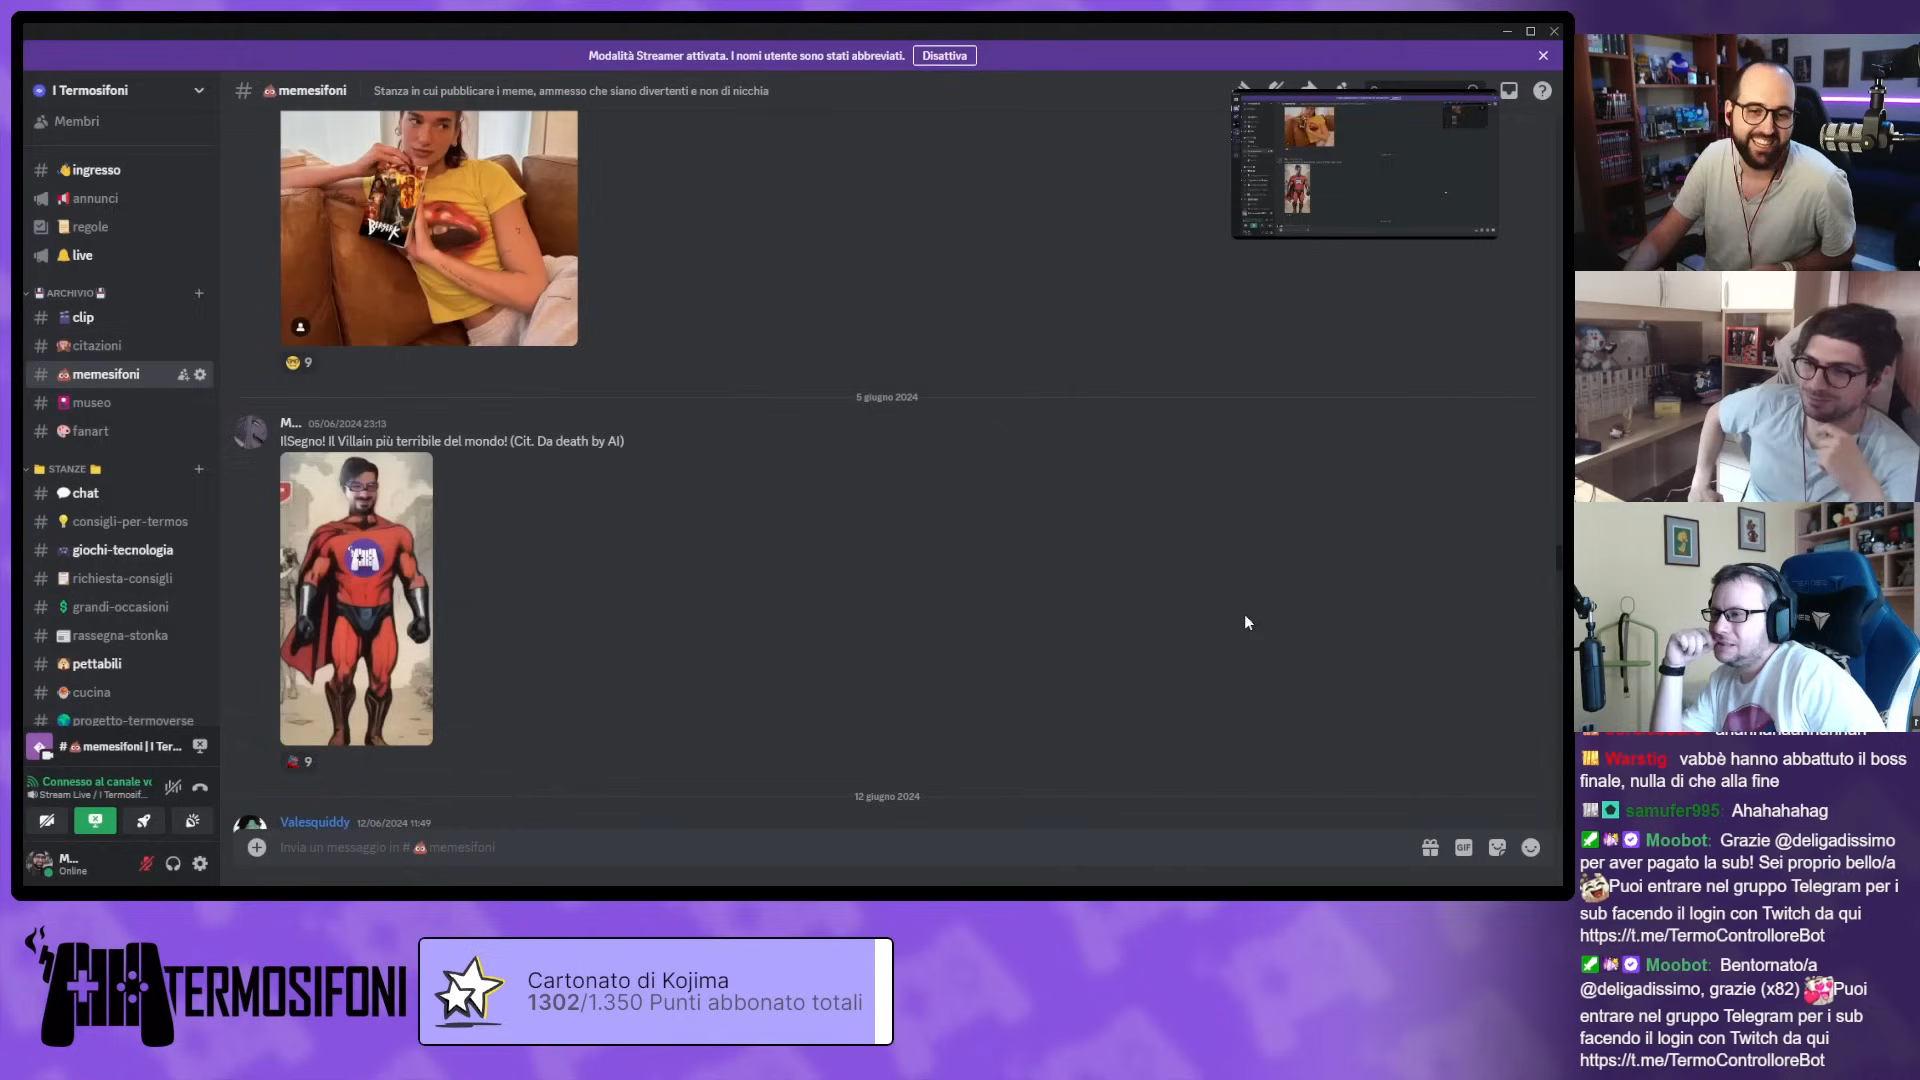 Modalità Streamer attivata. I nomi utente sono stati abbreviati.
Disattiva
I Termosifoni
Membri
ingresso
annunci
regole
live
ARCHIVIO
clip
citazioni
memesifoni
museo
fanart
STANZE
chat
consigli-per-termos
giochi-tecnologia
richiesta-consigli
grandi-occasioni
rassegna-stonka
pettabili
cucina
progetto-termoverse
# memesifoni | I Ter...
Connesso al canale vo
Stream Live / I Termosif...
M...
Online
# memesifoni
Stanza in cui pubblicare i meme, ammesso che siano divertenti e non di nicchia
BERSERK
9
5 giugno 2024
M... 05/06/2024 23:13
IlSegno! Il Villain più terribile del mondo! (Cit. Da death by AI)
9
12 giugno 2024
Valesquiddy 12/06/2024 11:49
Invia un messaggio in # memesifoni
GIF
Warstig: vabbè hanno abbattuto il boss
finale, nulla di che alla fine
samufer995: Ahahahahag
Moobot: Grazie @deligadissimo
per aver pagato la sub! Sei proprio bello/a
Puoi entrare nel gruppo Telegram per i
sub facendo il login con Twitch da qui
https://t.me/TermoControlloreBot
Moobot: Bentornato/a
@deligadissimo, grazie (x82) Puoi
entrare nel gruppo Telegram per i sub
facendo il login con Twitch da qui
https://t.me/TermoControlloreBot
TERMOSIFONI
Cartonato di Kojima
1302/1.350 Punti abbonato totali